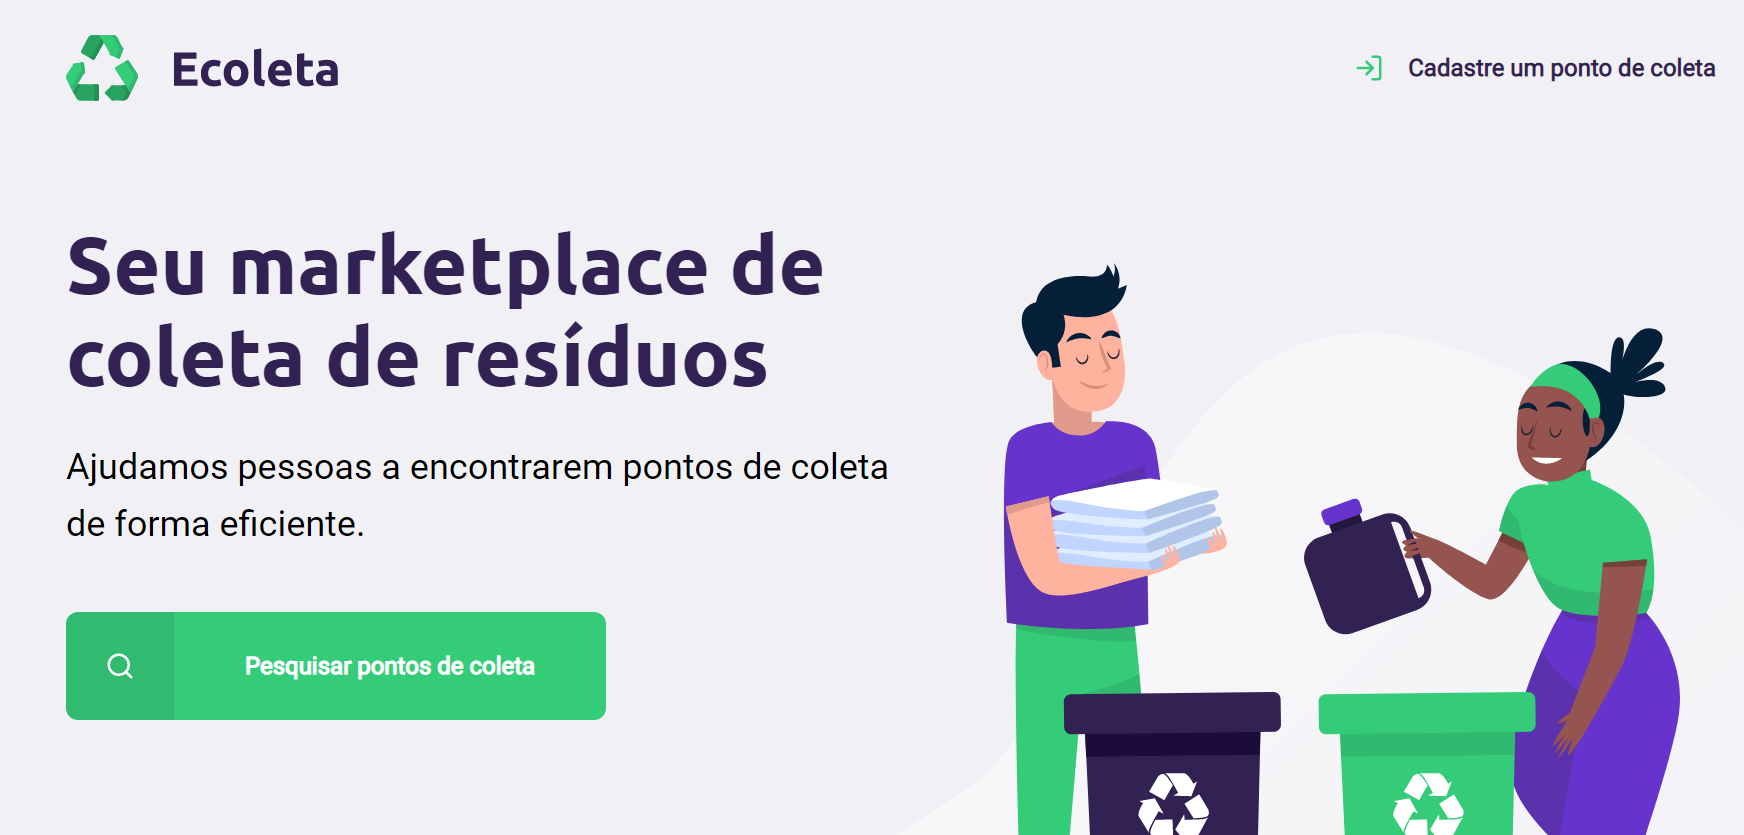 Ecoleta
Cadastre um ponto de coleta
Seu marketplace de
coleta de resíduos
Ajudamos pessoas a encontrarem pontos de coleta
de forma eficiente.
Pesquisar pontos de coleta